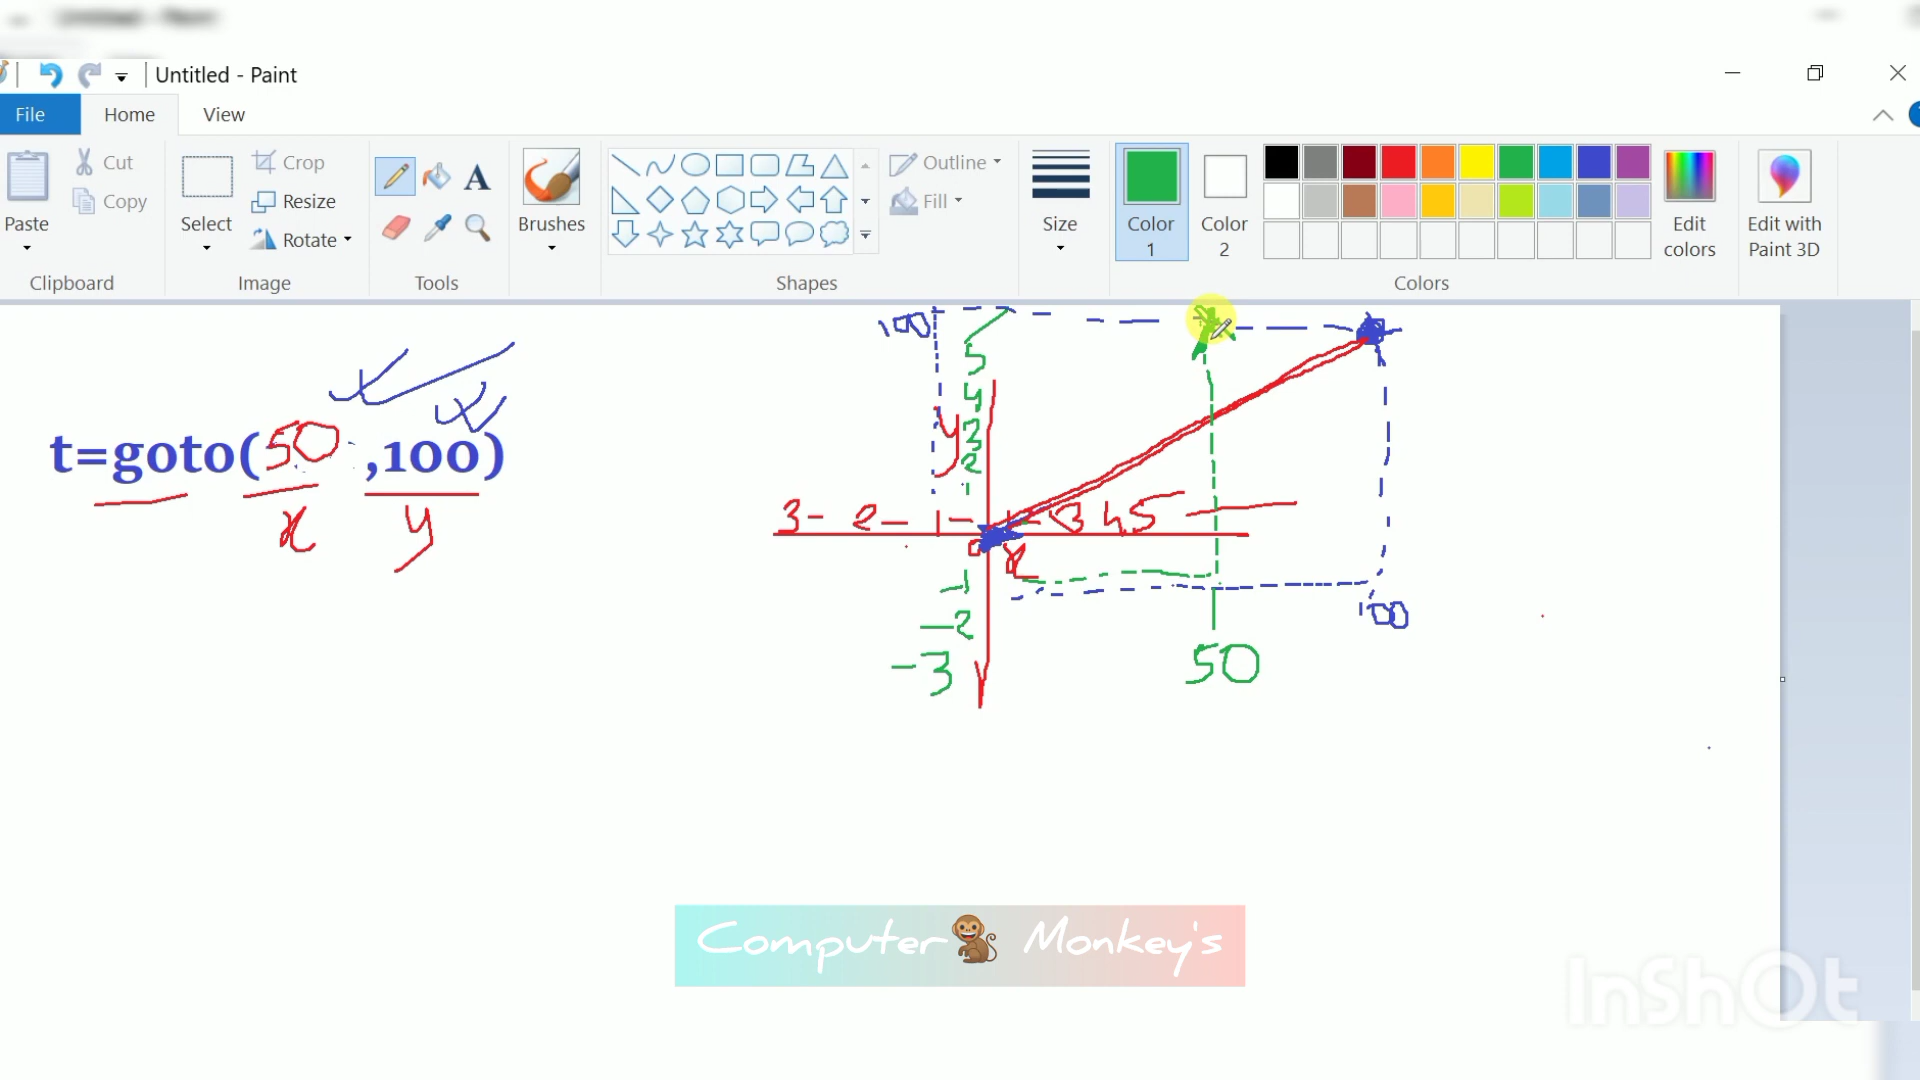 Untitled - Paint
File Home View
Paste
Cut
Copy
Clipboard
Select
Crop
Resize
Rotate
Image
Tools
Brushes
Shapes
Outline
Fill
Size
Color 1
Color 2
Edit colors
Edit with Paint 3D
Colors
t=goto(50 ,100)
x y
100
5
4
y 3
2
1
3- 2- 1-
3 4 5
0
x
-1
-2
-3
y
50
100
Computer Monkey's
InShOt